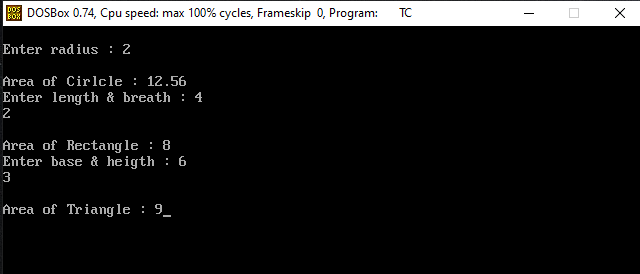 DOSBox 0.74, Cpu speed: max 100% cycles, Frameskip 0, Program: TC
Enter radius : 2
Area of Cirlcle : 12.56
Enter length & breath : 4
2
Area of Rectangle : 8
Enter base & heigth : 6
3
Area of Triangle : 9_